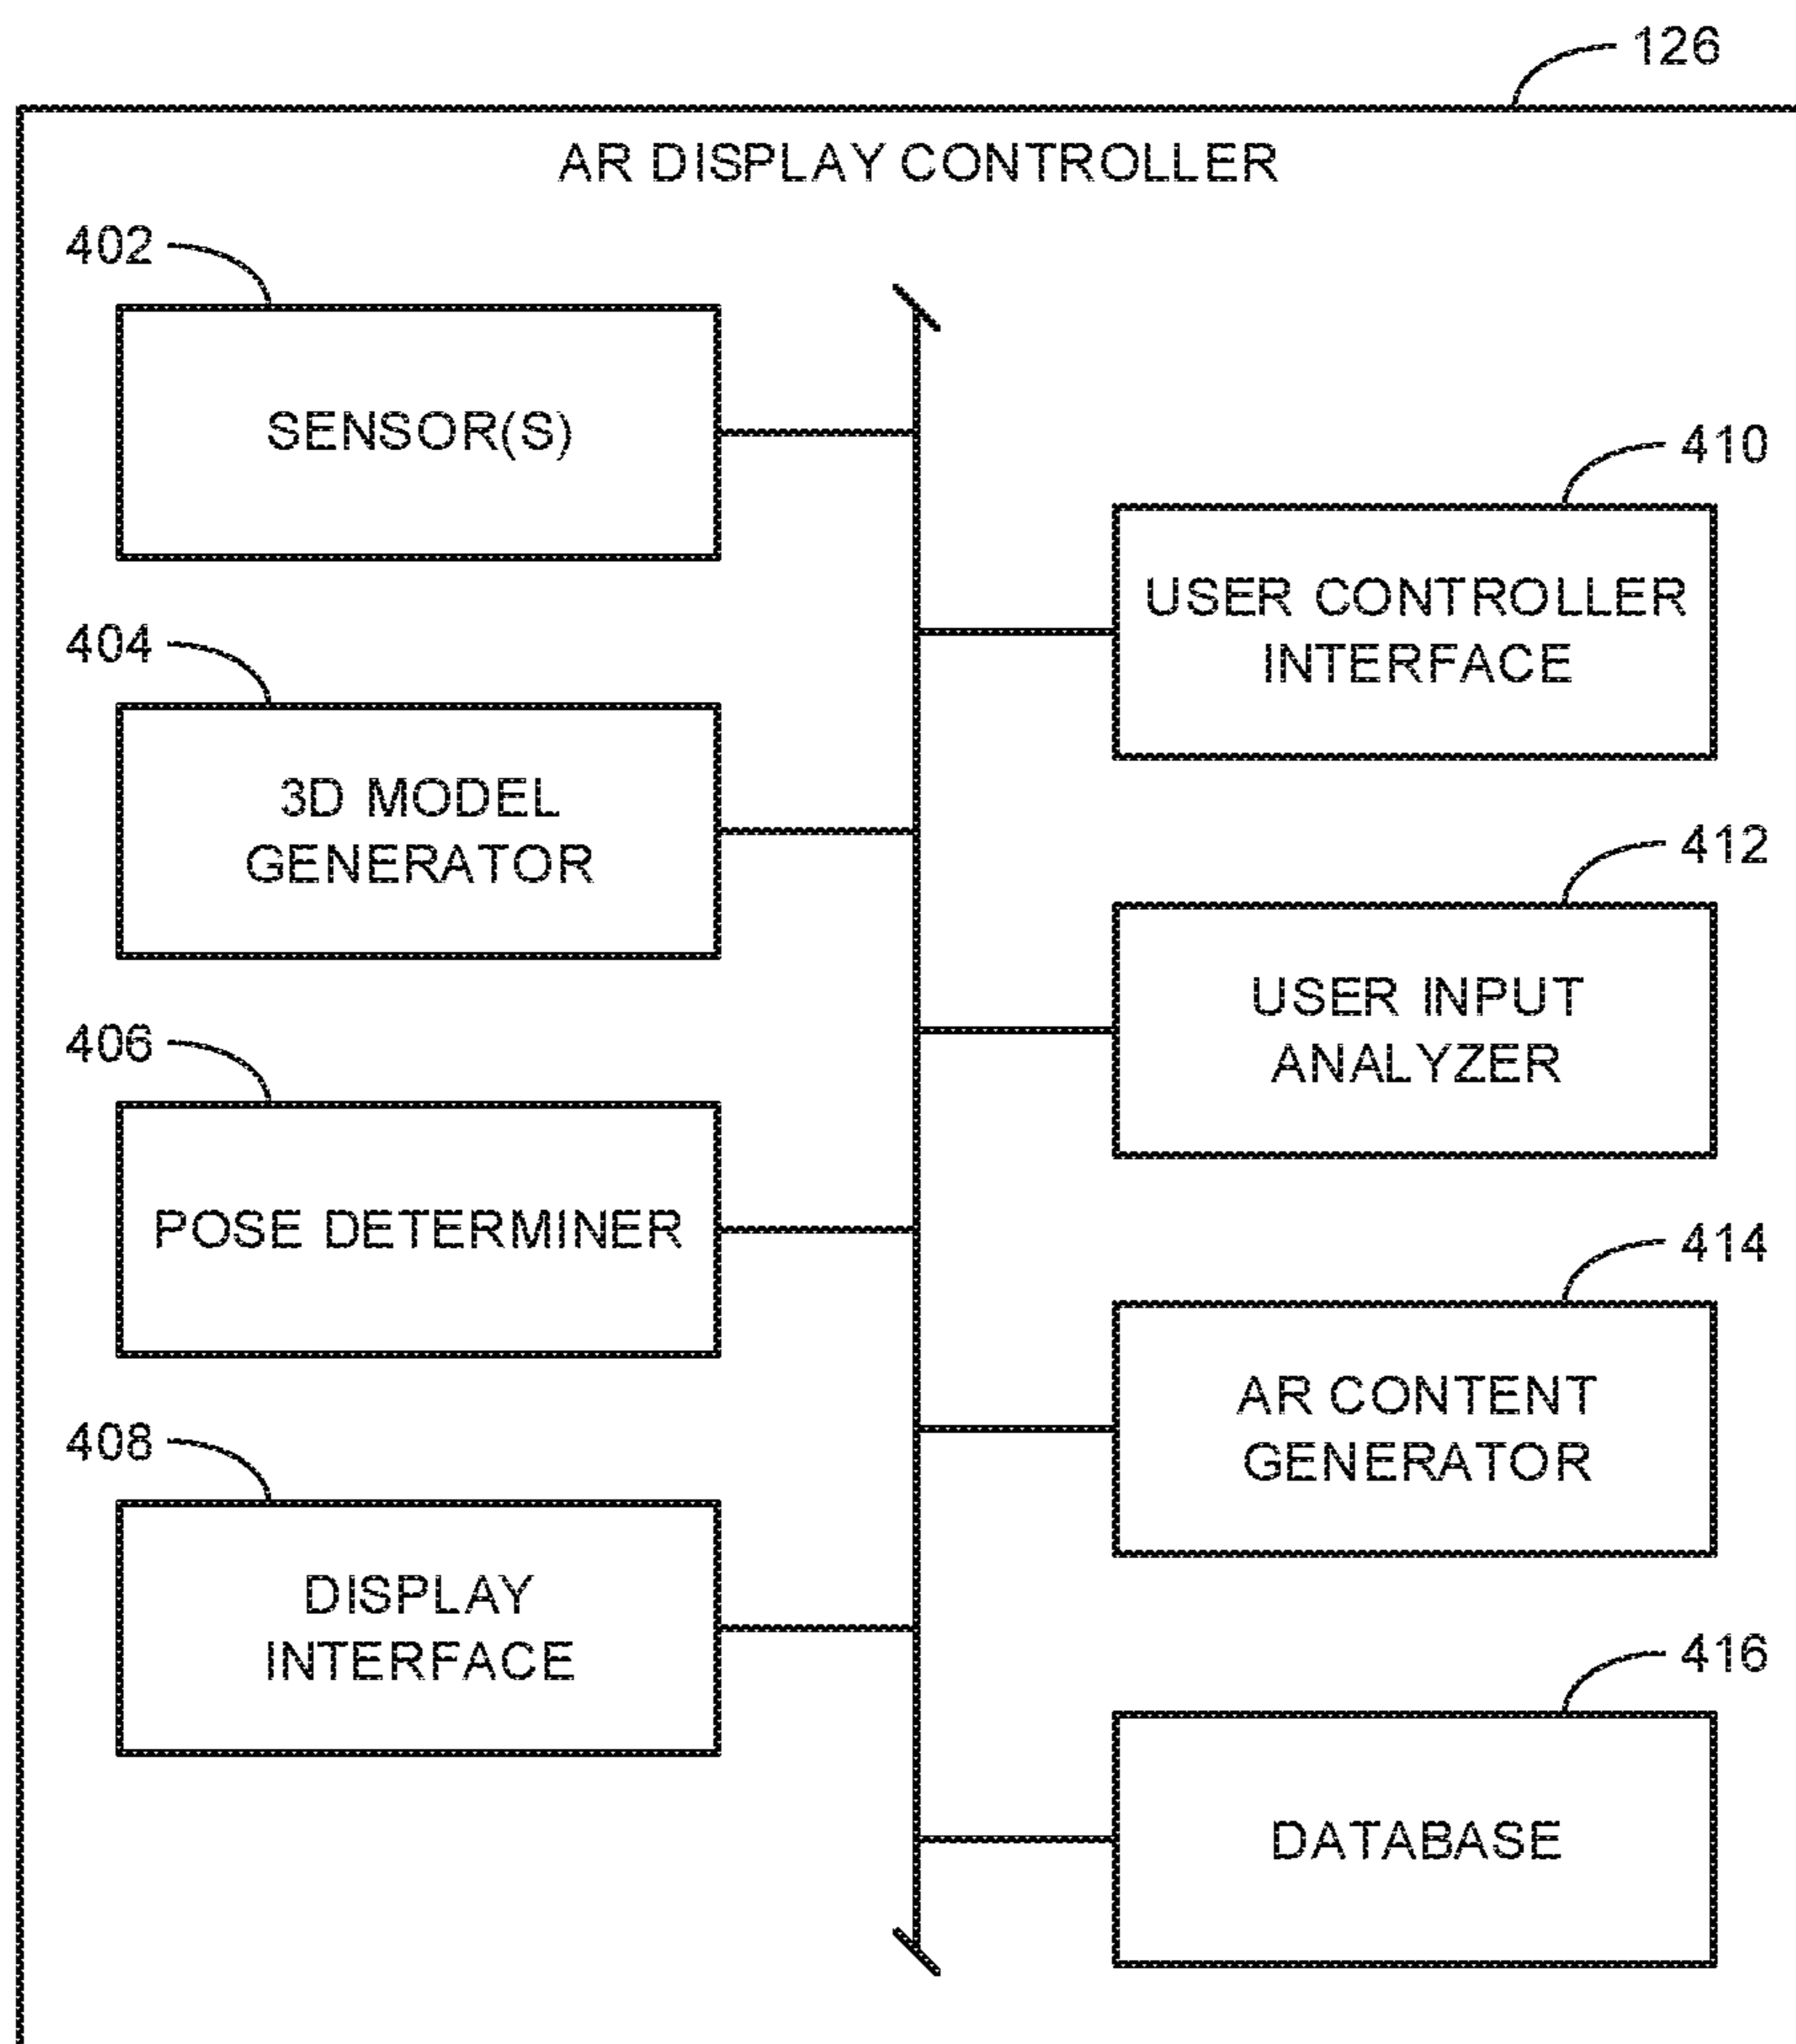 126
AR DISPLAY CONTROLLER
402
SENSOR(S)
404
3D MODEL
GENERATOR
406
POSE DETERMINER
408
DISPLAY
INTERFACE
410
USER CONTROLLER
INTERFACE
412
USER INPUT
ANALYZER
414
AR CONTENT
GENERATOR
416
DATABASE